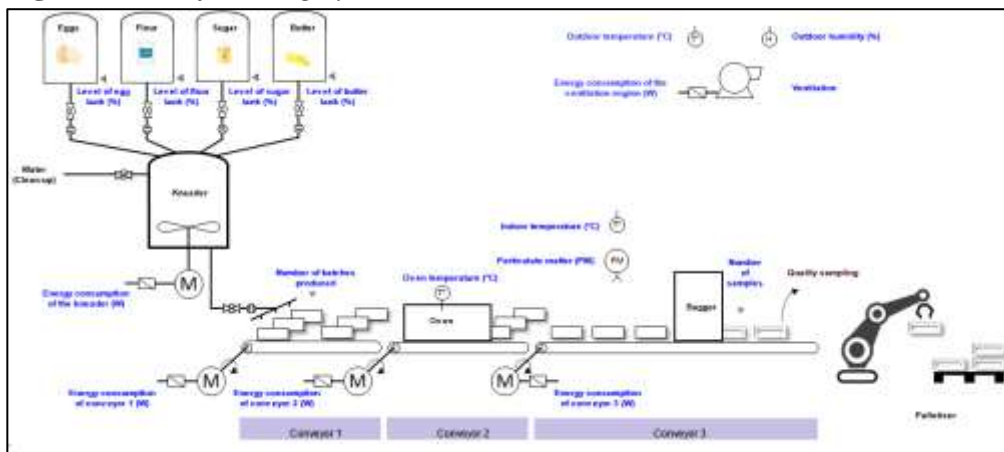 Eggs
Flour
Sugar
Butter
Level of egg
tank (%)
Level of flour
tank (%)
Level of sugar
tank (%)
Level of butter
tank (%)
Outdoor temperature (°C)
Outdoor humidity (%)
Energy consumption of the
ventilation engine (W)
Ventilation
Water
(Clean up)
Kneader
Indoor temperature (°C)
Particulate matter (PM)
PM
Energy consumption
of the kneader (W)
M
Number of batches
produced
Oven temperature (°C)
Oven
Number
of
samples
Quality sampling
Bagger
M
M
M
Energy consumption
of conveyor 1 (W)
Energy consumption
of conveyor 2 (W)
Energy consumption
of conveyor 3 (W)
Palletiser
Conveyor 1
Conveyor 2
Conveyor 3